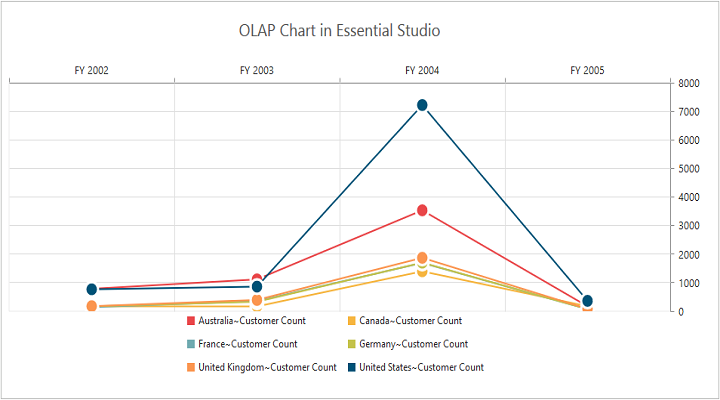 OLAP Chart in Essential Studio
FY 2002 FY 2003 FY 2004 FY 2005
8000
7000
6000
5000
4000
3000
2000
1000
0
Australia~Customer Count Canada~Customer Count
France~Customer Count Germany~Customer Count
United Kingdom~Customer Count United States~Customer Count